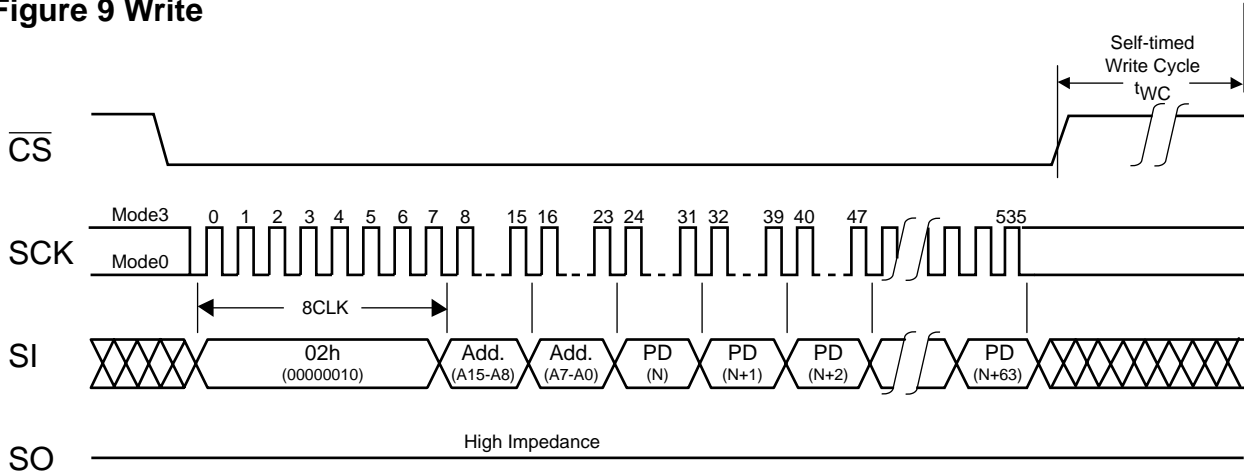 Figure 9 Write
Self-timed
Write Cycle
tWC
CS
Mode3
0 1 2 3 4 5 6 7 8 15 16 23 24 31 32 39 40 47 535
SCK
Mode0
8CLK
SI
02h
(00000010)
Add.
(A15-A8)
Add.
(A7-A0)
PD
(N)
PD
(N+1)
PD
(N+2)
PD
(N+63)
High Impedance
SO